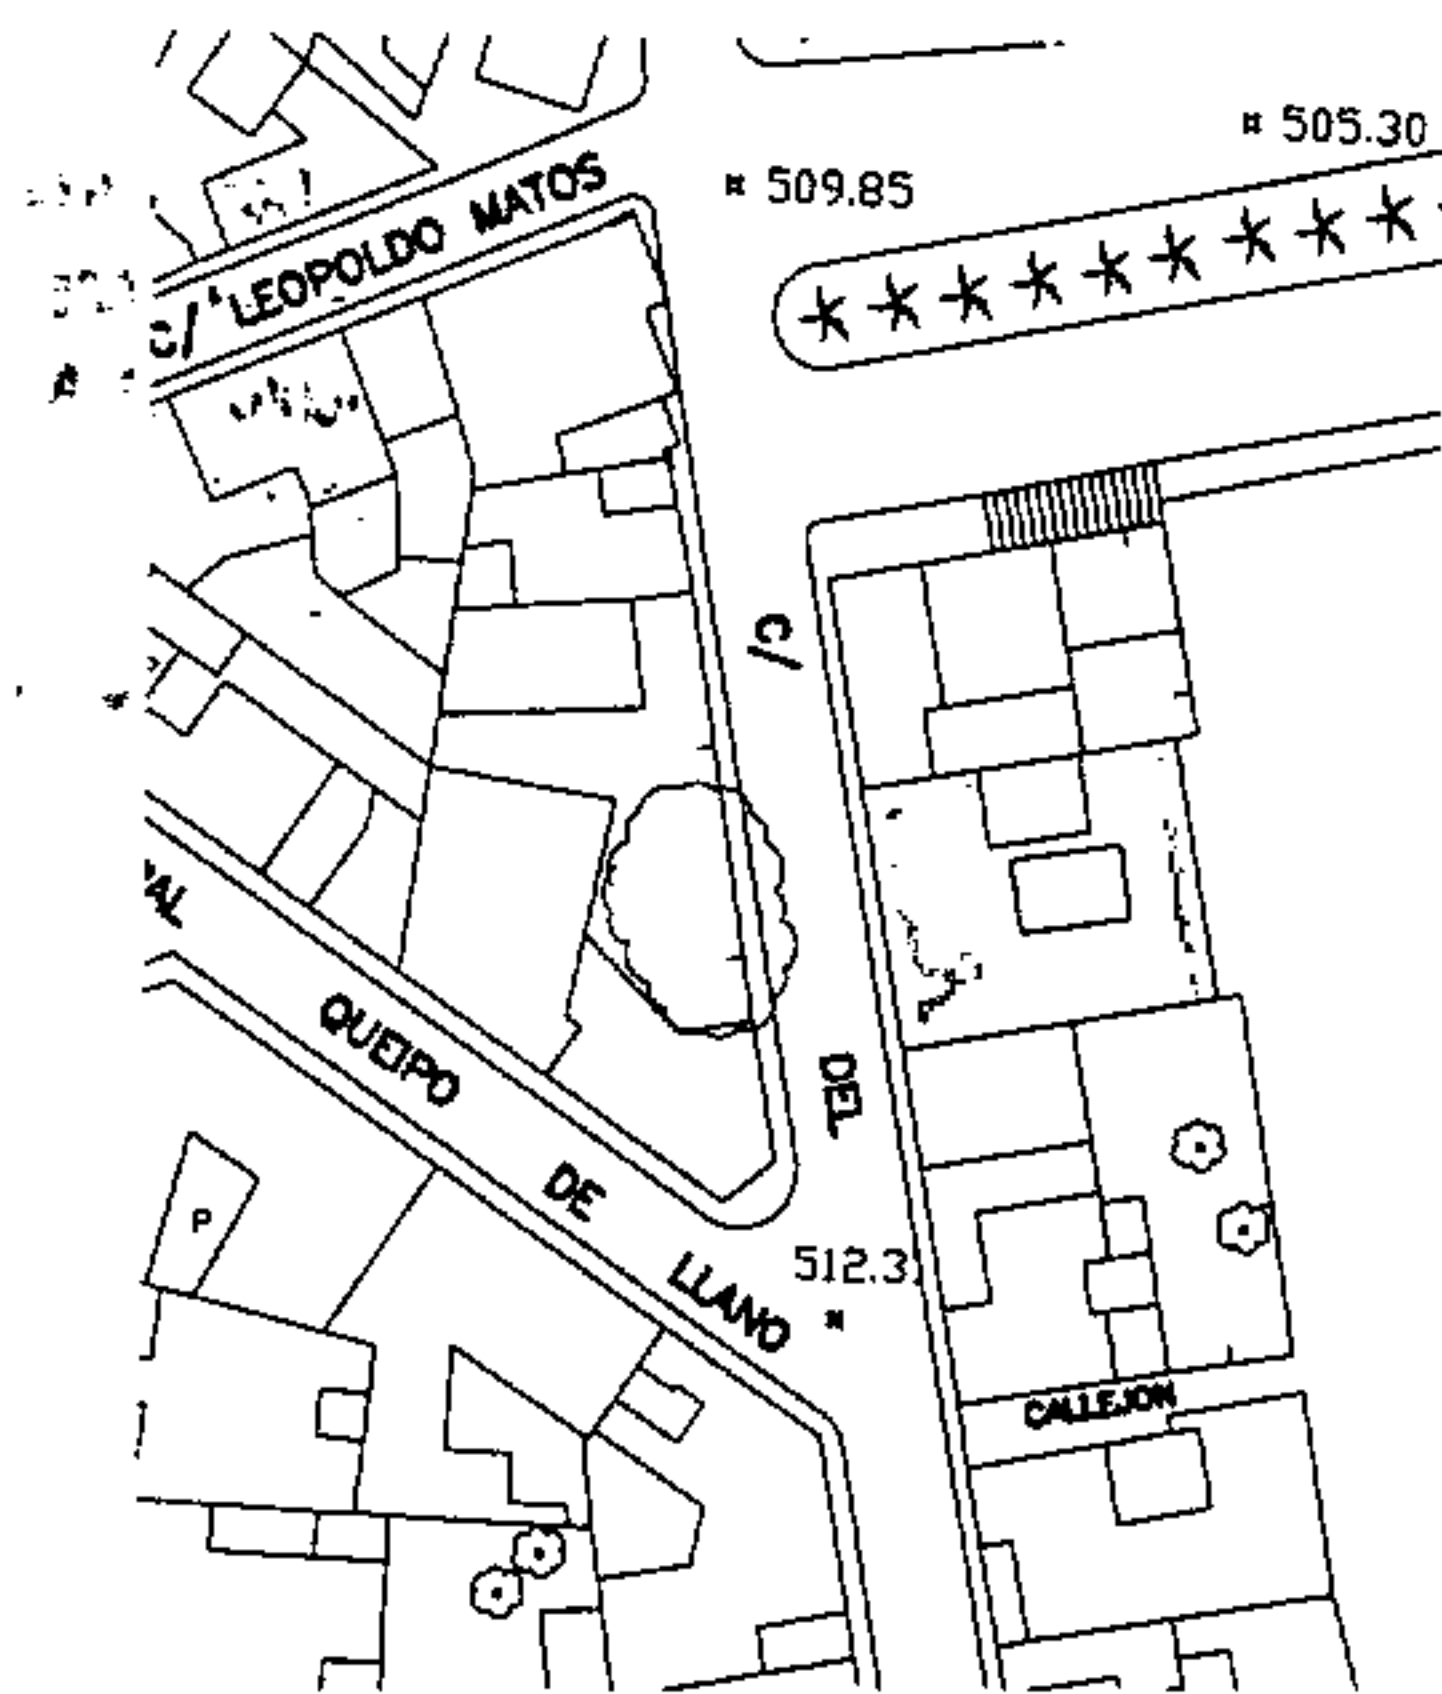 505.30
509.85
C/ LEOPOLDO MATOS
C/
DEL
QUEIPO
DE
LLANO
P
512.3
CALLEJON